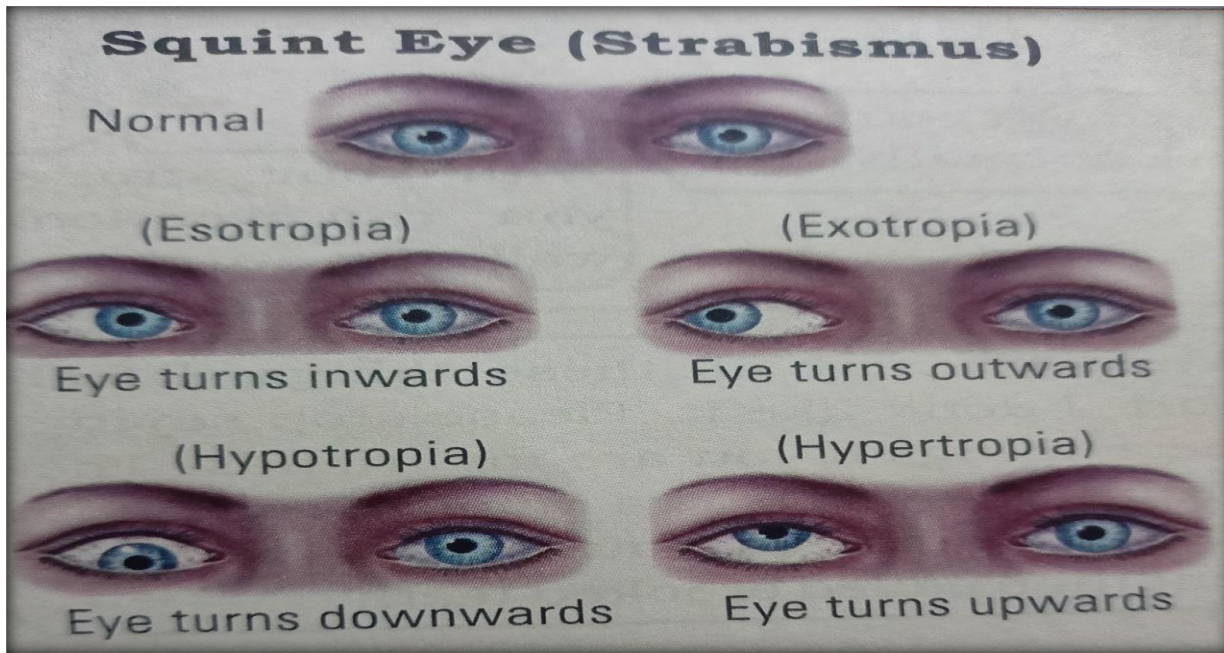 Squint Eye (Strabismus)
Normal
(Esotropia)
(Exotropia)
Eye turns inwards
Eye turns outwards
(Hypotropia)
(Hypertropia)
Eye turns downwards
Eye turns upwards